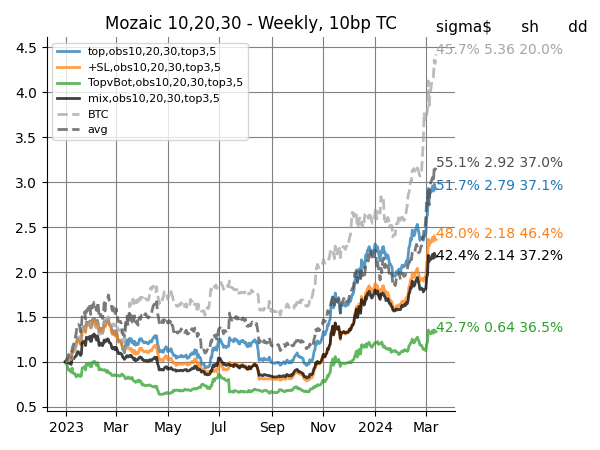 Mozaic 10,20,30 - Weekly, 10bp TC
sigma$ sh dd
4.5
4.0
3.5
3.0
2.5
2.0
1.5
1.0
0.5
top,obs10,20,30,top3,5
+SL,obs10,20,30,top3,5
TopvBot,obs10,20,30,top3,5
mix,obs10,20,30,top3,5
BTC
avg
45.7% 5.36 20.0%
55.1% 2.92 37.0%
51.7% 2.79 37.1%
48.0% 2.18 46.4%
42.4% 2.14 37.2%
42.7% 0.64 36.5%
2023 Mar May Jul Sep Nov 2024 Mar